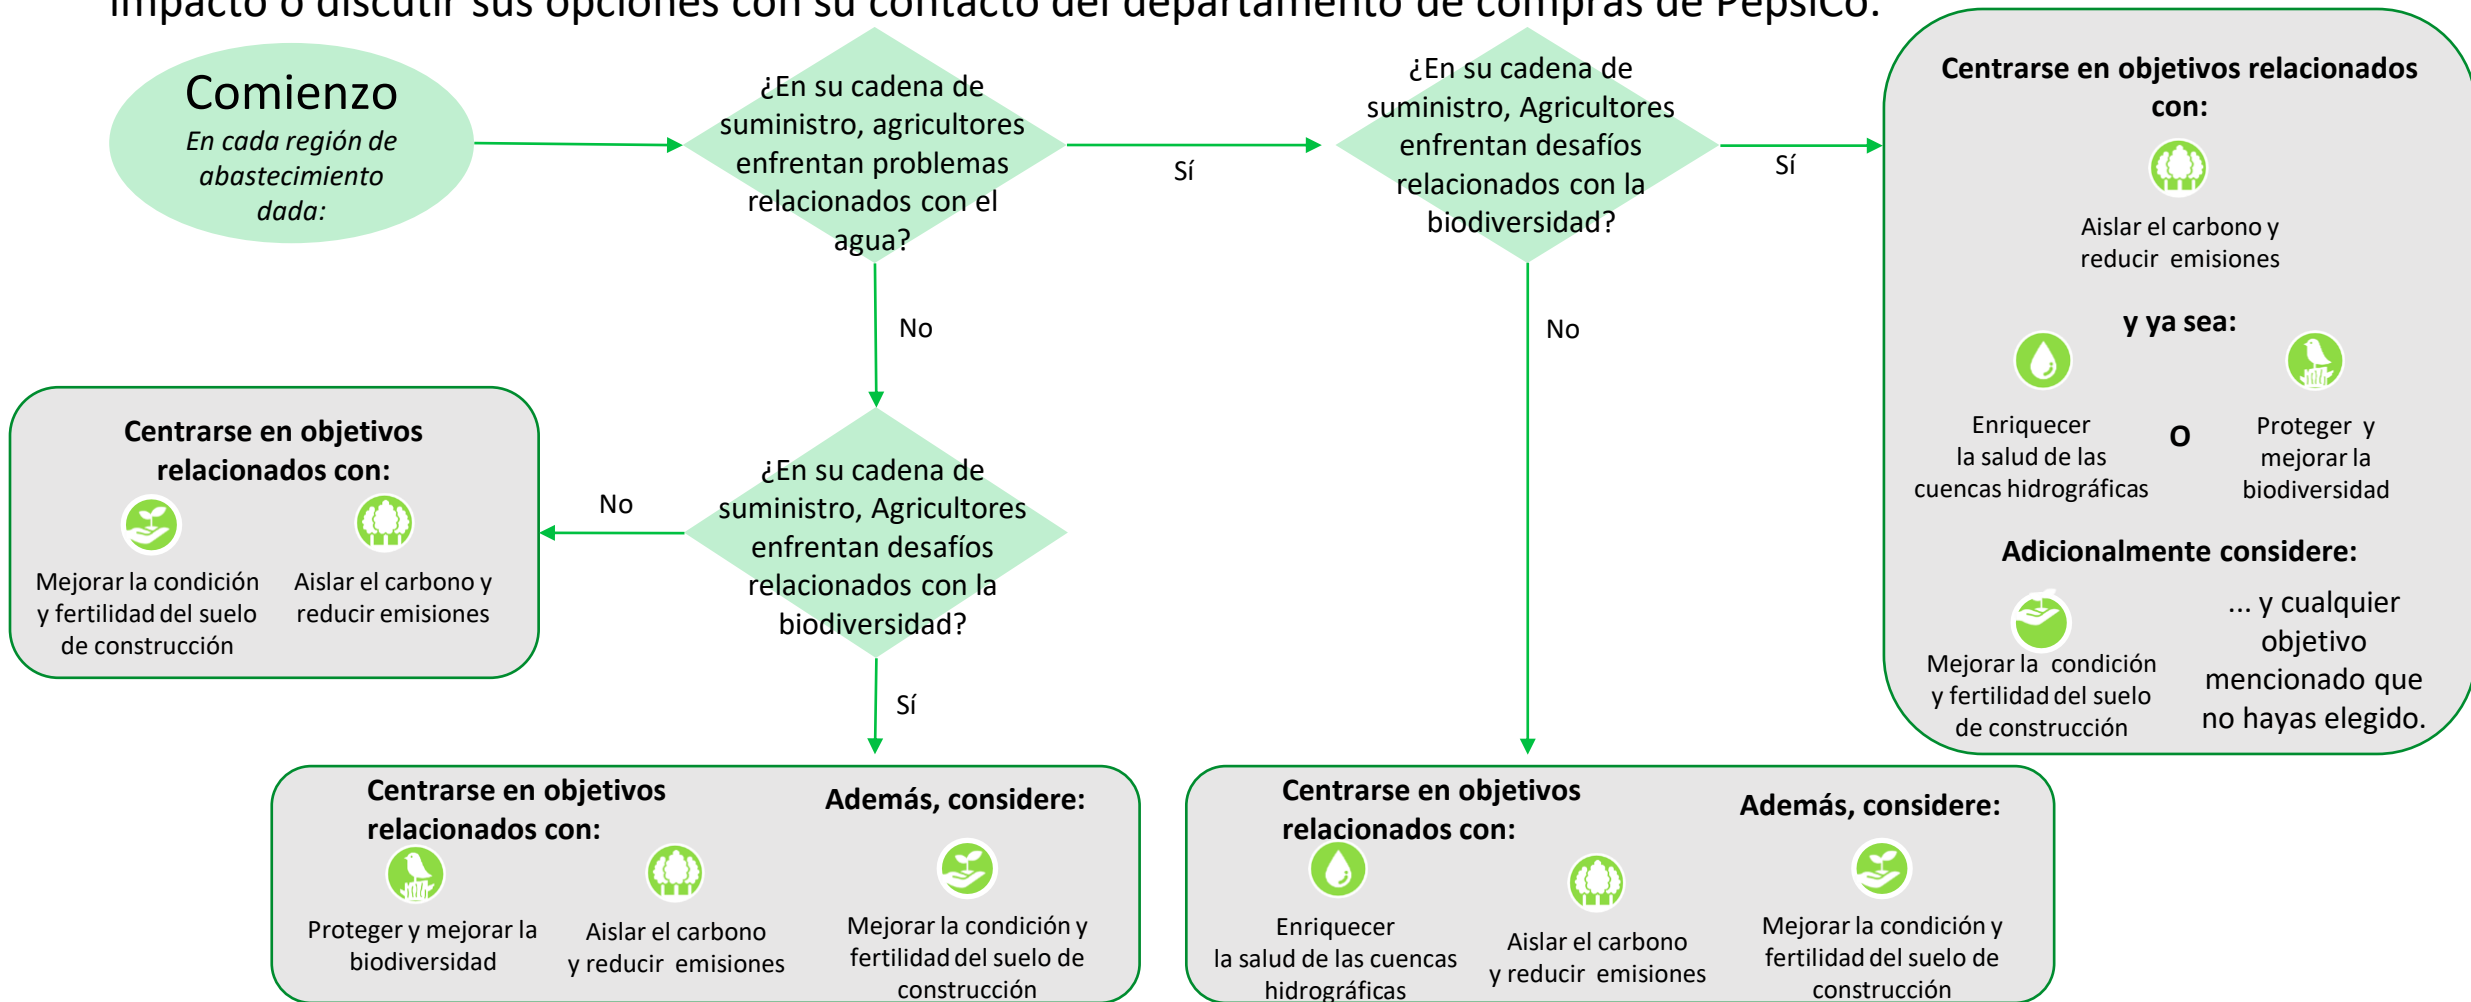 impacto o discutir sus opciones con su contacto del departamento de compras de PepsiCo.
Comienzo
En cada región de
abastecimiento
dada:
¿En su cadena de
suministro, agricultores
enfrentan problemas
relacionados con el
agua?
Sí
No
¿En su cadena de
suministro, Agricultores
enfrentan desafíos
relacionados con la
biodiversidad?
Sí
No
Centrarse en objetivos relacionados
con:
Aislar el carbono y
reducir emisiones
y ya sea:
Enriquecer
la salud de las
cuencas hidrográficas
O
Proteger y
mejorar la
biodiversidad
Adicionalmente considere:
Mejorar la condición
y fertilidad del suelo
de construcción
... y cualquier
objetivo
mencionado que
no hayas elegido.
¿En su cadena de
suministro, Agricultores
enfrentan desafíos
relacionados con la
biodiversidad?
No
Sí
Centrarse en objetivos
relacionados con:
Mejorar la condición
y fertilidad del suelo
de construcción
Aislar el carbono y
reducir emisiones
Centrarse en objetivos
relacionados con:
Proteger y mejorar la
biodiversidad
Aislar el carbono
y reducir emisiones
Además, considere:
Mejorar la condición y
fertilidad del suelo de
construcción
Centrarse en objetivos
relacionados con:
Enriquecer
la salud de las cuencas
hidrográficas
Aislar el carbono
y reducir emisiones
Además, considere:
Mejorar la condición y
fertilidad del suelo de
construcción